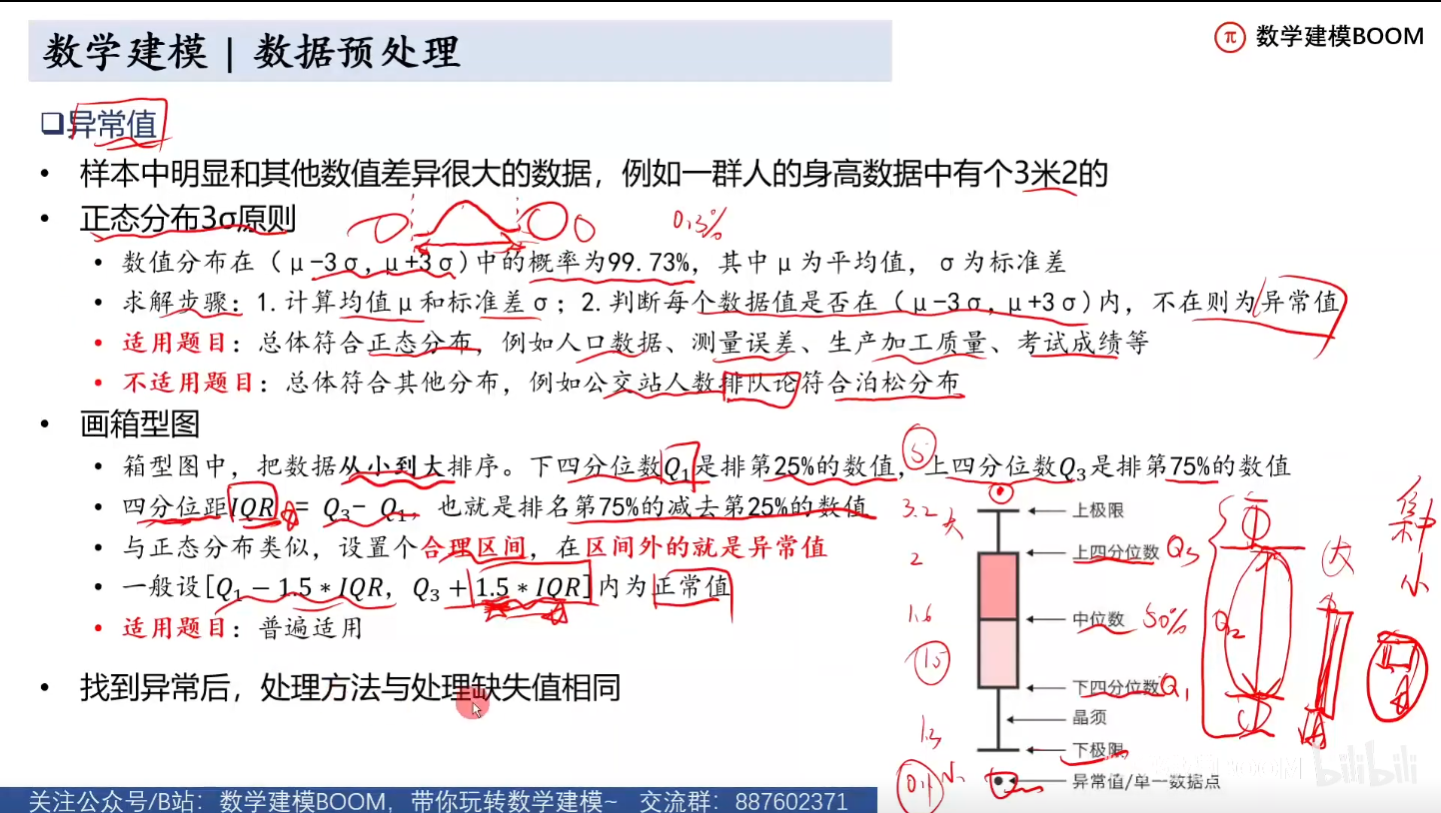 数学建模 | 数据预处理
π 数学建模BOOM
❑异常值
• 样本中明显和其他数值差异很大的数据，例如一群人的身高数据中有个3米2的
• 正态分布3σ原则
0.13%
• 数值分布在（μ-3σ,μ+3σ)中的概率为99.73%，其中μ为平均值，σ为标准差
• 求解步骤：1.计算均值μ和标准差σ；2.判断每个数据值是否在（μ-3σ,μ+3σ)内，不在则为异常值
• 适用题目：总体符合正态分布，例如人口数据、测量误差、生产加工质量、考试成绩等
• 不适用题目：总体符合其他分布，例如公交站人数排队论符合泊松分布
• 画箱型图
• 箱型图中，把数据从小到大排序。下四分位数Q₁是排第25%的数值，上四分位数Q₃是排第75%的数值
5
• 四分位距IQR = Q₃− Q₁，也就是排名第75%的减去第25%的数值
• 与正态分布类似，设置个合理区间，在区间外的就是异常值
• 一般设[Q₁ − 1.5 ∗ IQR，Q₃ + 1.5 ∗ IQR]内为正常值
• 适用题目：普遍适用
• 找到异常后，处理方法与处理缺失值相同
3.2 大
上极限
2
上四分位数 Q3
1.6
中位数 50%
Q2
大
小
15
下四分位数 Q1
晶须
1.3
下极限
0.1
异常值/单一数据点
bilibili
关注公众号/B站：数学建模BOOM，带你玩转数学建模~ 交流群：887602371